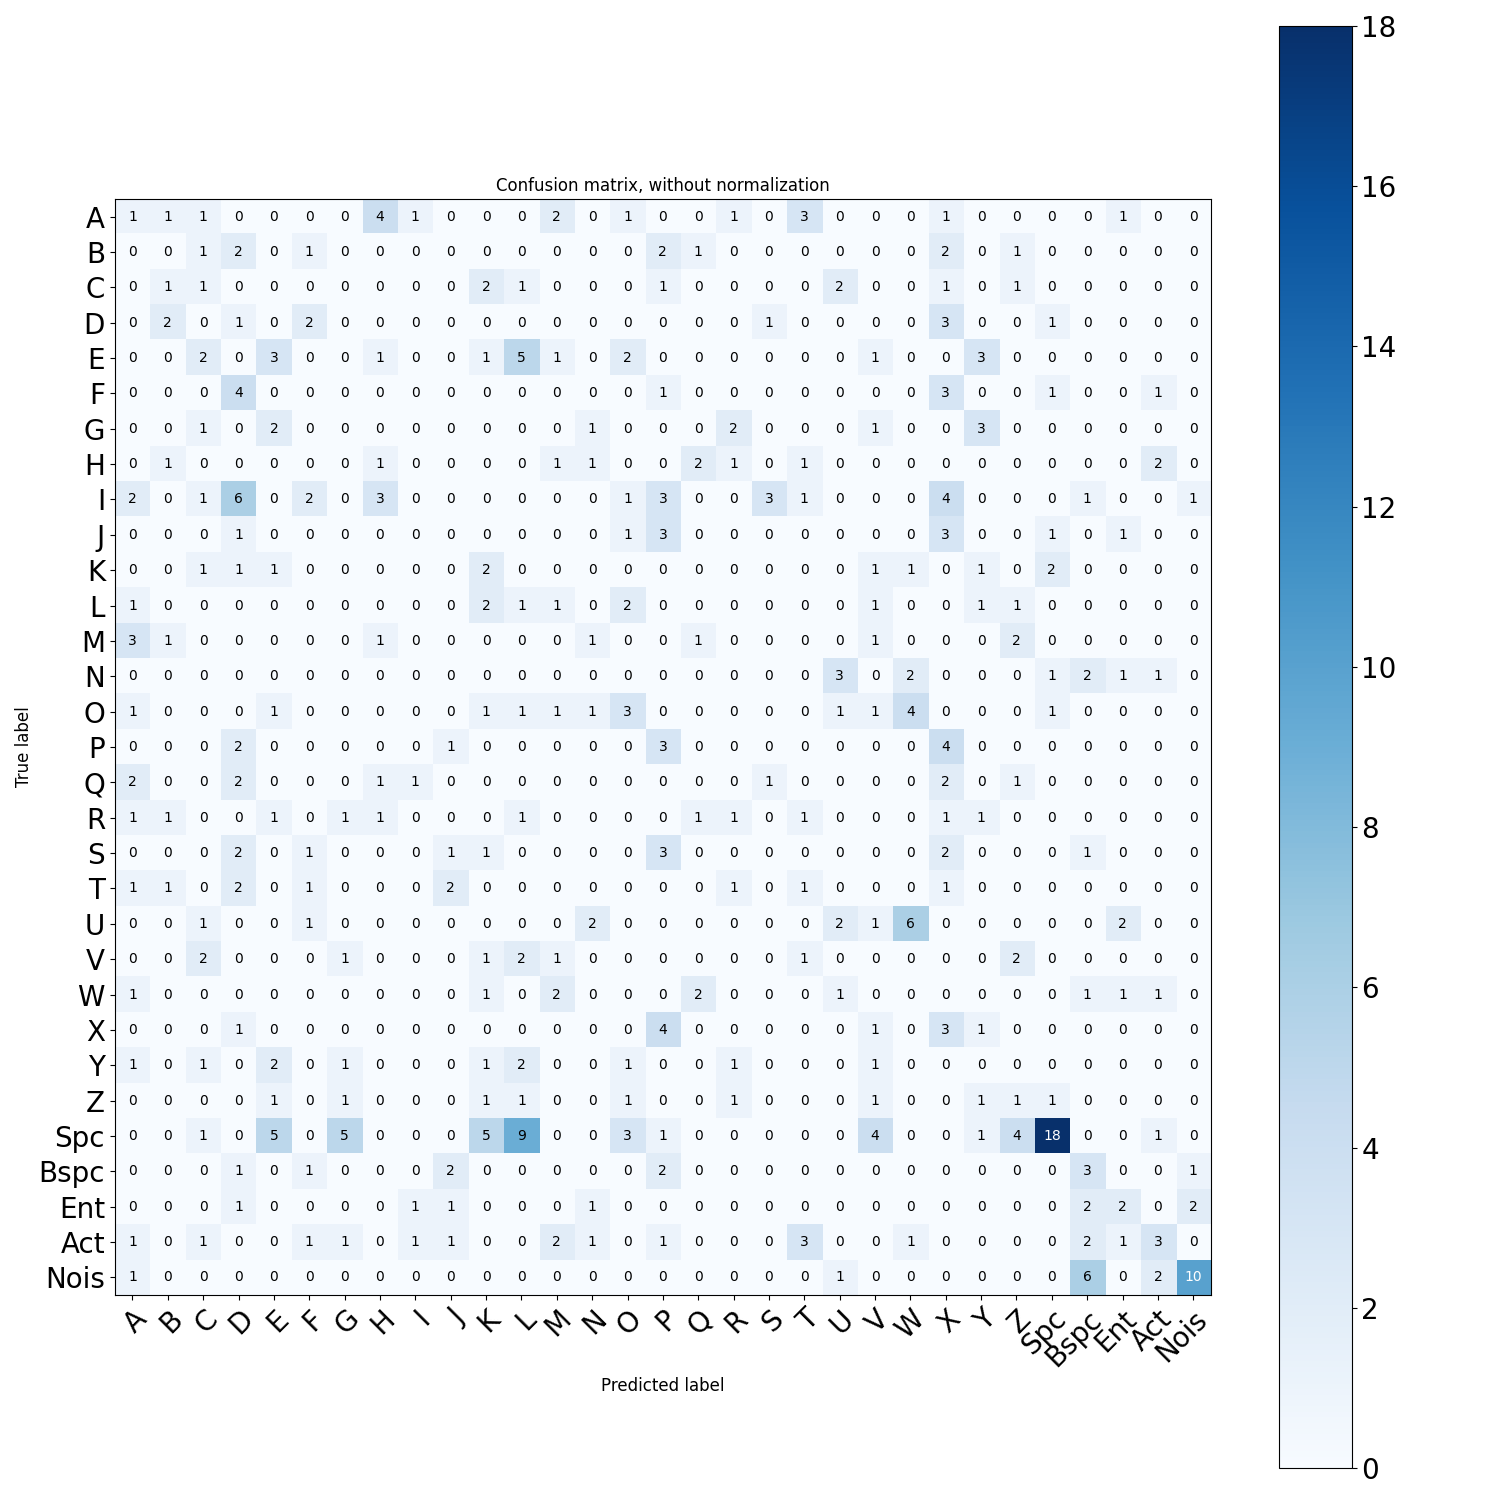 Confusion matrix, without normalization
A 1 1 1 0 0 0 0 4 1 0 0 0 2 0 1 0 0 1 0 3 0 0 0 1 0 0 0 0 1 0 0
B 0 0 1 2 0 1 0 0 0 0 0 0 0 0 0 2 1 0 0 0 0 0 0 2 0 1 0 0 0 0 0
C 0 1 1 0 0 0 0 0 0 0 2 1 0 0 0 1 0 0 0 0 2 0 0 1 0 1 0 0 0 0 0
D 0 2 0 1 0 2 0 0 0 0 0 0 0 0 0 0 0 0 1 0 0 0 0 3 0 0 1 0 0 0 0
E 0 0 2 0 3 0 0 1 0 0 1 5 1 0 2 0 0 0 0 0 0 1 0 0 3 0 0 0 0 0 0
F 0 0 0 4 0 0 0 0 0 0 0 0 0 0 0 1 0 0 0 0 0 0 0 3 0 0 1 0 0 1 0
G 0 0 1 0 2 0 0 0 0 0 0 0 0 1 0 0 0 2 0 0 0 1 0 0 3 0 0 0 0 0 0
H 0 1 0 0 0 0 0 1 0 0 0 0 1 1 0 0 2 1 0 1 0 0 0 0 0 0 0 0 0 2 0
I 2 0 1 6 0 2 0 3 0 0 0 0 0 0 1 3 0 0 3 1 0 0 0 4 0 0 0 1 0 0 1
J 0 0 0 1 0 0 0 0 0 0 0 0 0 0 1 3 0 0 0 0 0 0 0 3 0 0 1 0 1 0 0
K 0 0 1 1 1 0 0 0 0 0 2 0 0 0 0 0 0 0 0 0 0 1 1 0 1 0 2 0 0 0 0
L 1 0 0 0 0 0 0 0 0 0 2 1 1 0 2 0 0 0 0 0 0 1 0 0 1 1 0 0 0 0 0
M 3 1 0 0 0 0 0 1 0 0 0 0 0 1 0 0 1 0 0 0 0 1 0 0 0 2 0 0 0 0 0
N 0 0 0 0 0 0 0 0 0 0 0 0 0 0 0 0 0 0 0 0 3 0 2 0 0 0 1 2 1 1 0
O 1 0 0 0 1 0 0 0 0 0 1 1 1 1 3 0 0 0 0 0 1 1 4 0 0 0 1 0 0 0 0
P 0 0 0 2 0 0 0 0 0 1 0 0 0 0 0 3 0 0 0 0 0 0 0 4 0 0 0 0 0 0 0
Q 2 0 0 2 0 0 0 1 1 0 0 0 0 0 0 0 0 0 1 0 0 0 0 2 0 1 0 0 0 0 0
R 1 1 0 0 1 0 1 1 0 0 0 1 0 0 0 0 1 1 0 1 0 0 0 1 1 0 0 0 0 0 0
S 0 0 0 2 0 1 0 0 0 1 1 0 0 0 0 3 0 0 0 0 0 0 0 2 0 0 0 1 0 0 0
T 1 1 0 2 0 1 0 0 0 2 0 0 0 0 0 0 0 1 0 1 0 0 0 1 0 0 0 0 0 0 0
U 0 0 1 0 0 1 0 0 0 0 0 0 0 2 0 0 0 0 0 0 2 1 6 0 0 0 0 0 2 0 0
V 0 0 2 0 0 0 1 0 0 0 1 2 1 0 0 0 0 0 0 1 0 0 0 0 0 2 0 0 0 0 0
W 1 0 0 0 0 0 0 0 0 0 1 0 2 0 0 0 2 0 0 0 1 0 0 0 0 0 0 1 1 1 0
X 0 0 0 1 0 0 0 0 0 0 0 0 0 0 0 4 0 0 0 0 0 1 0 3 1 0 0 0 0 0 0
Y 1 0 1 0 2 0 1 0 0 0 1 2 0 0 1 0 0 1 0 0 0 1 0 0 0 0 0 0 0 0 0
Z 0 0 0 0 1 0 1 0 0 0 1 1 0 0 1 0 0 1 0 0 0 1 0 0 1 1 1 0 0 0 0
Spc 0 0 1 0 5 0 5 0 0 0 5 9 0 0 3 1 0 0 0 0 0 4 0 0 1 4 18 0 0 1 0
Bspc 0 0 0 1 0 1 0 0 0 2 0 0 0 0 0 2 0 0 0 0 0 0 0 0 0 0 0 3 0 0 1
Ent 0 0 0 1 0 0 0 0 1 1 0 0 0 1 0 0 0 0 0 0 0 0 0 0 0 0 0 2 2 0 2
Act 1 0 1 0 0 1 1 0 1 1 0 0 2 1 0 1 0 0 0 3 0 0 1 0 0 0 0 2 1 3 0
Nois 1 0 0 0 0 0 0 0 0 0 0 0 0 0 0 0 0 0 0 0 1 0 0 0 0 0 0 6 0 2 10
A B C D E F G H I J K L M N O P Q R S T U V W X Y Z Spc Bspc Ent Act Nois
Predicted label
True label
18
16
14
12
10
8
6
4
2
0